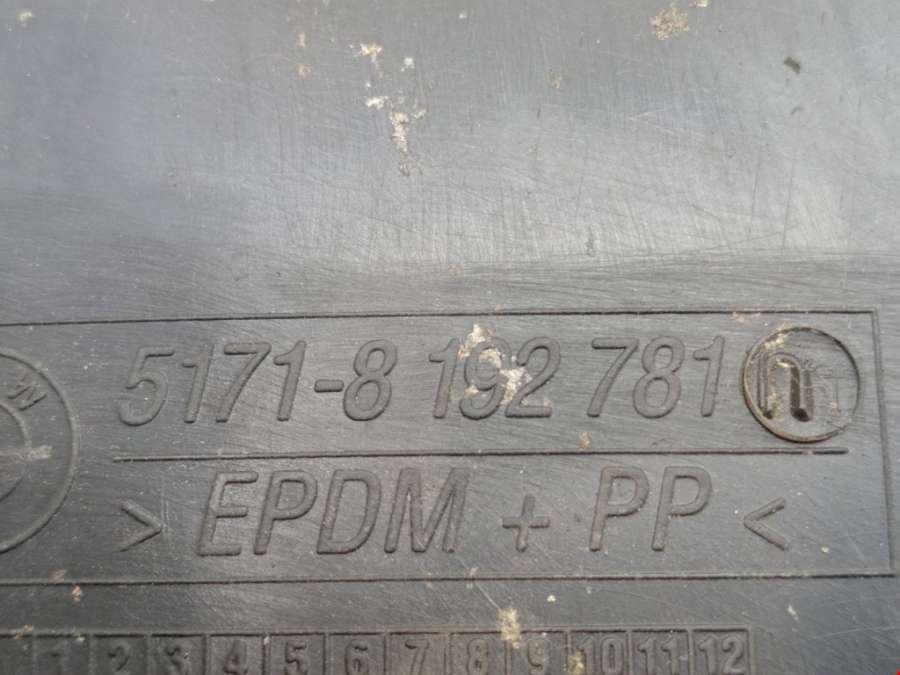 5171-8 192 781
W
> EPDM + PP <
1 2 3 4 5 6 7 8 9 10 11 12